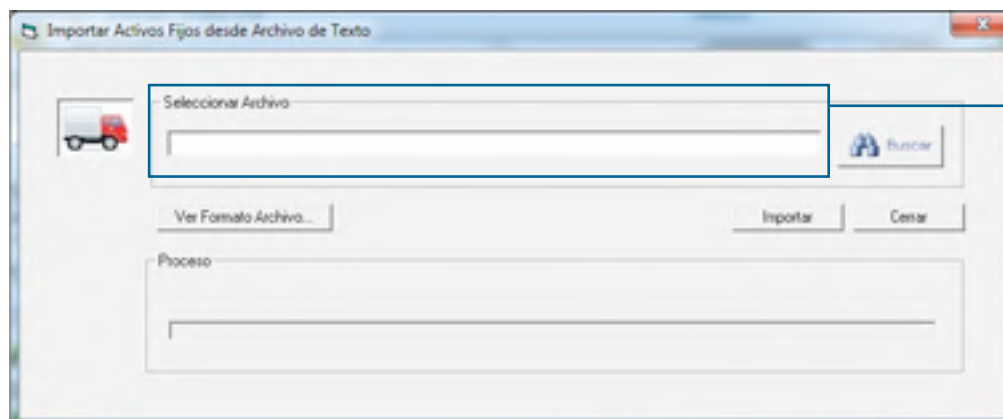 Importar Activos Fijos desde Archivo de Texto
Seleccionar Archivo
Buscar
Ver Formato Archivo...
Importar
Cerrar
Proceso